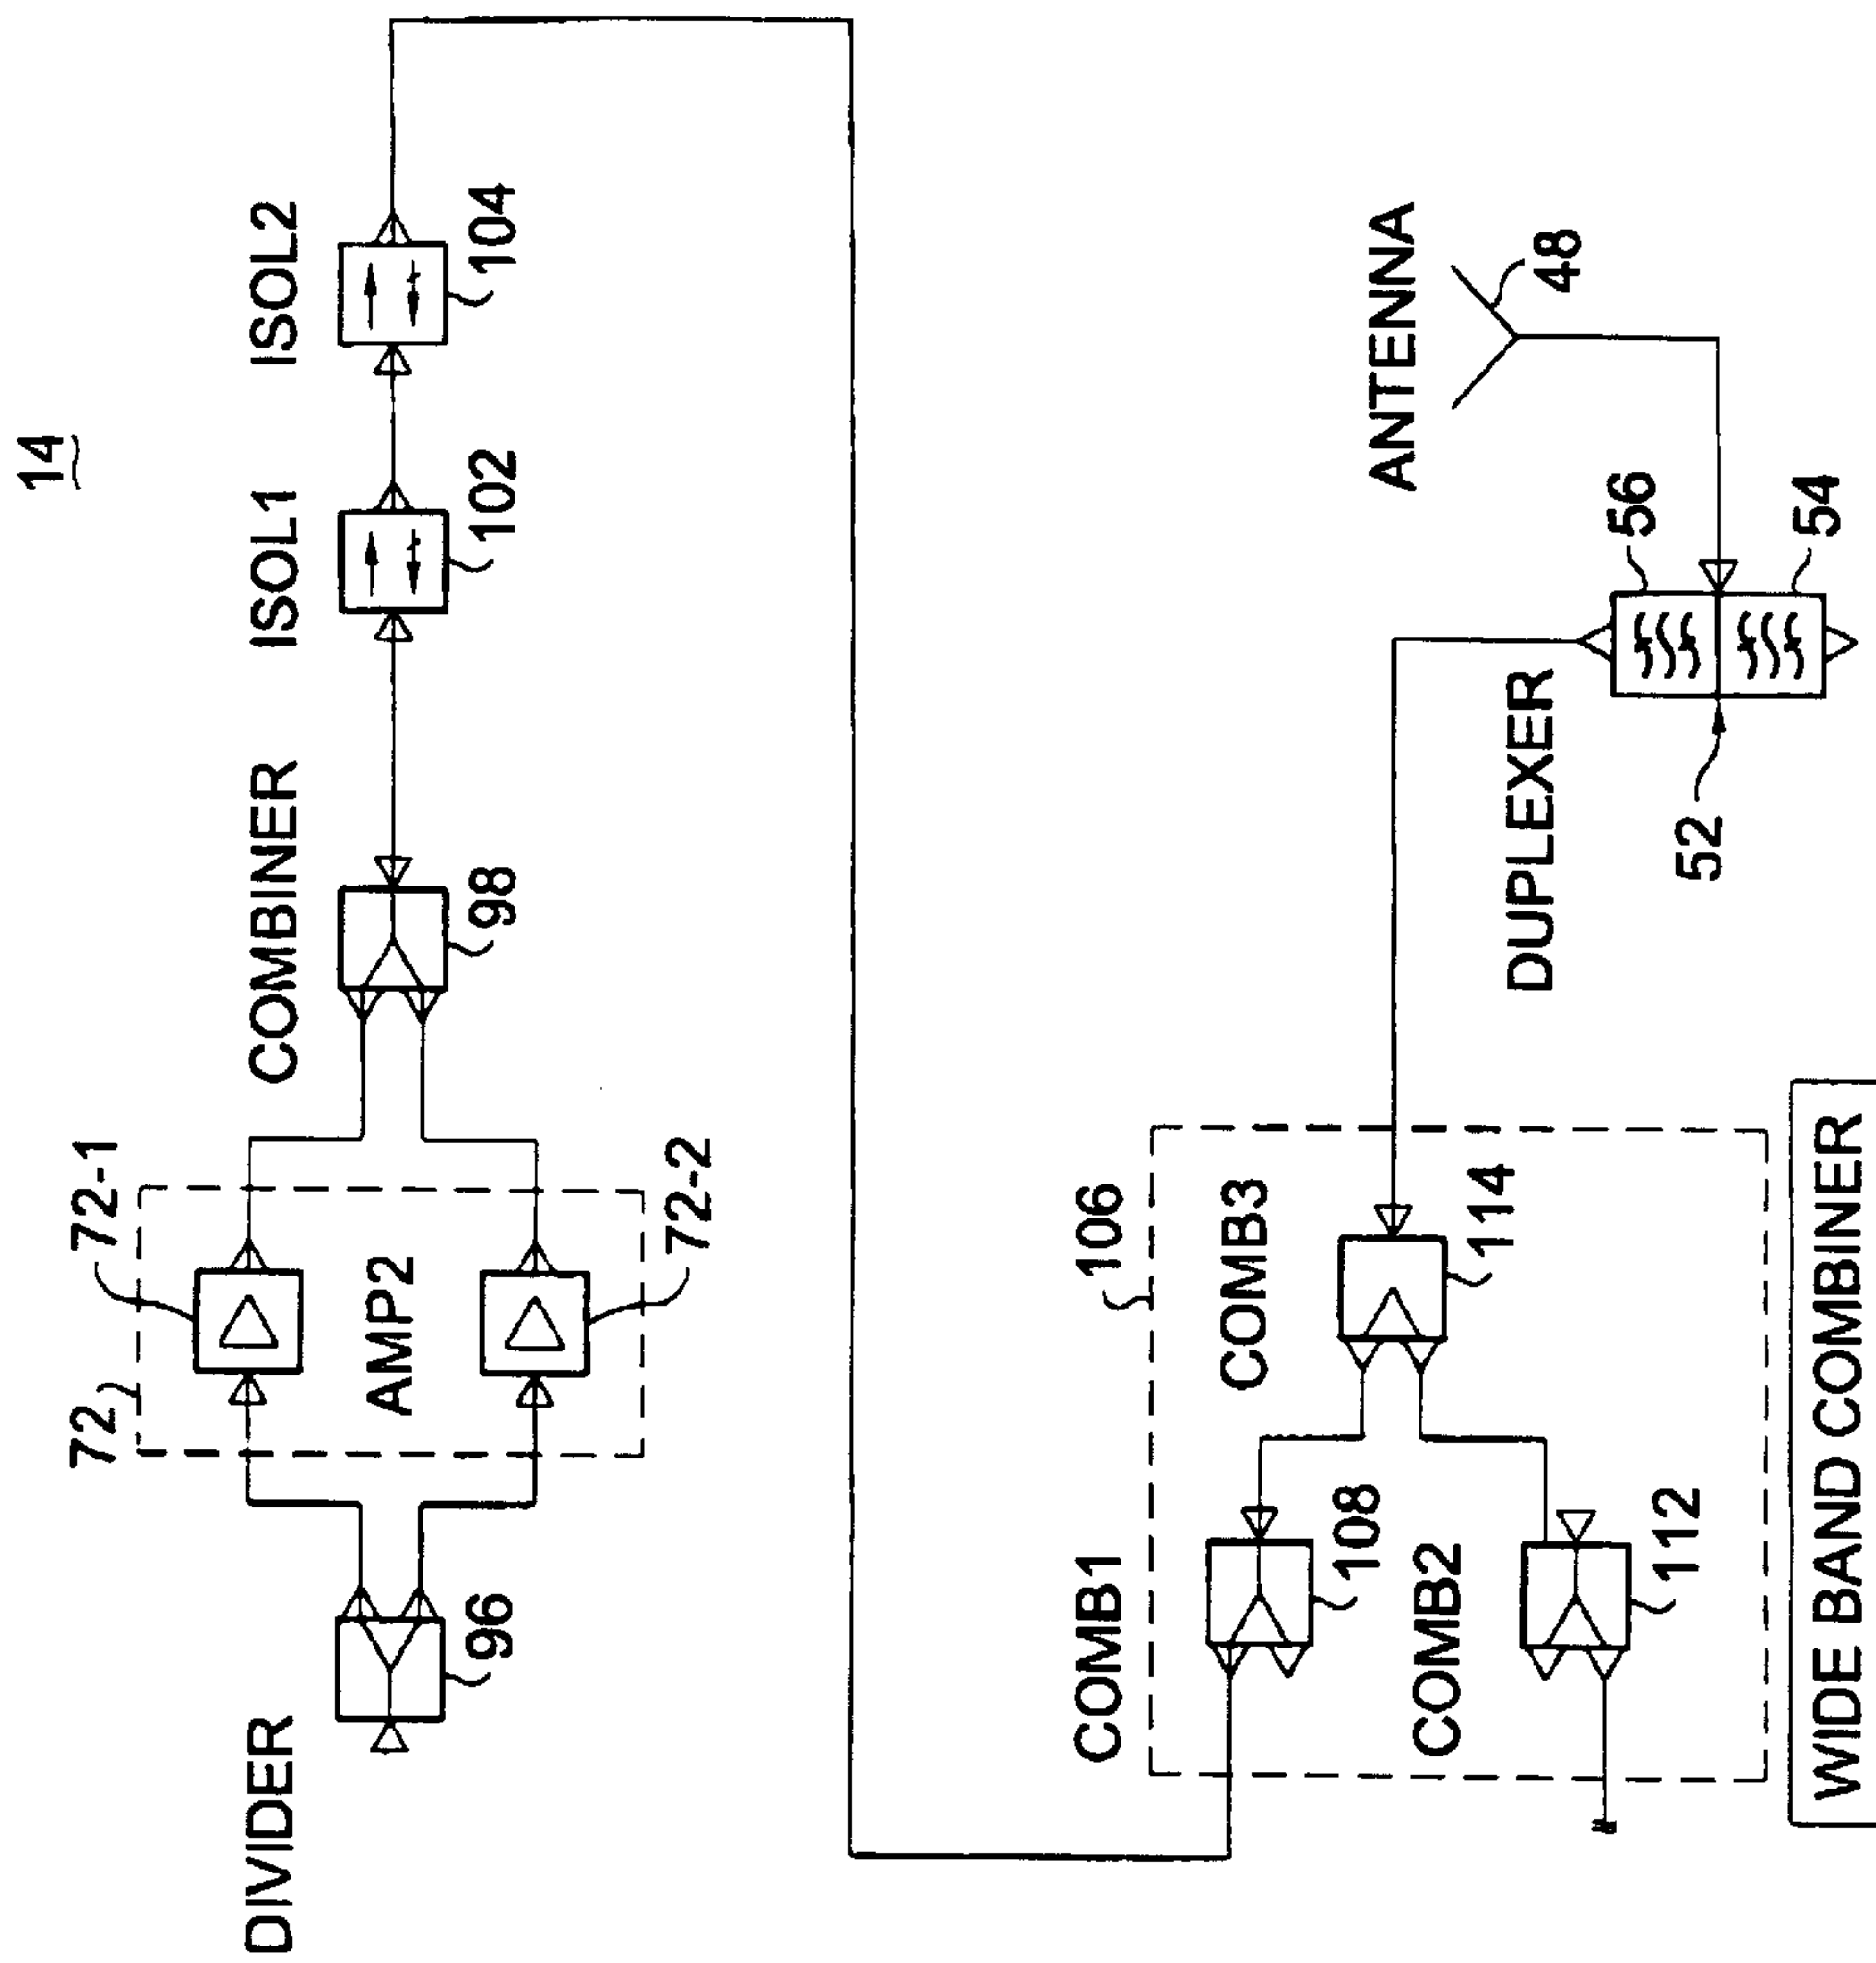 14
DIVIDER
96
72
72-1
AMP2
72-2
COMBINER
98
ISOL1
102
ISOL2
104
106
COMB1
108
COMB2
112
COMB3
114
DUPLEXER
52
56
54
ANTENNA
48
WIDE BAND COMBINER